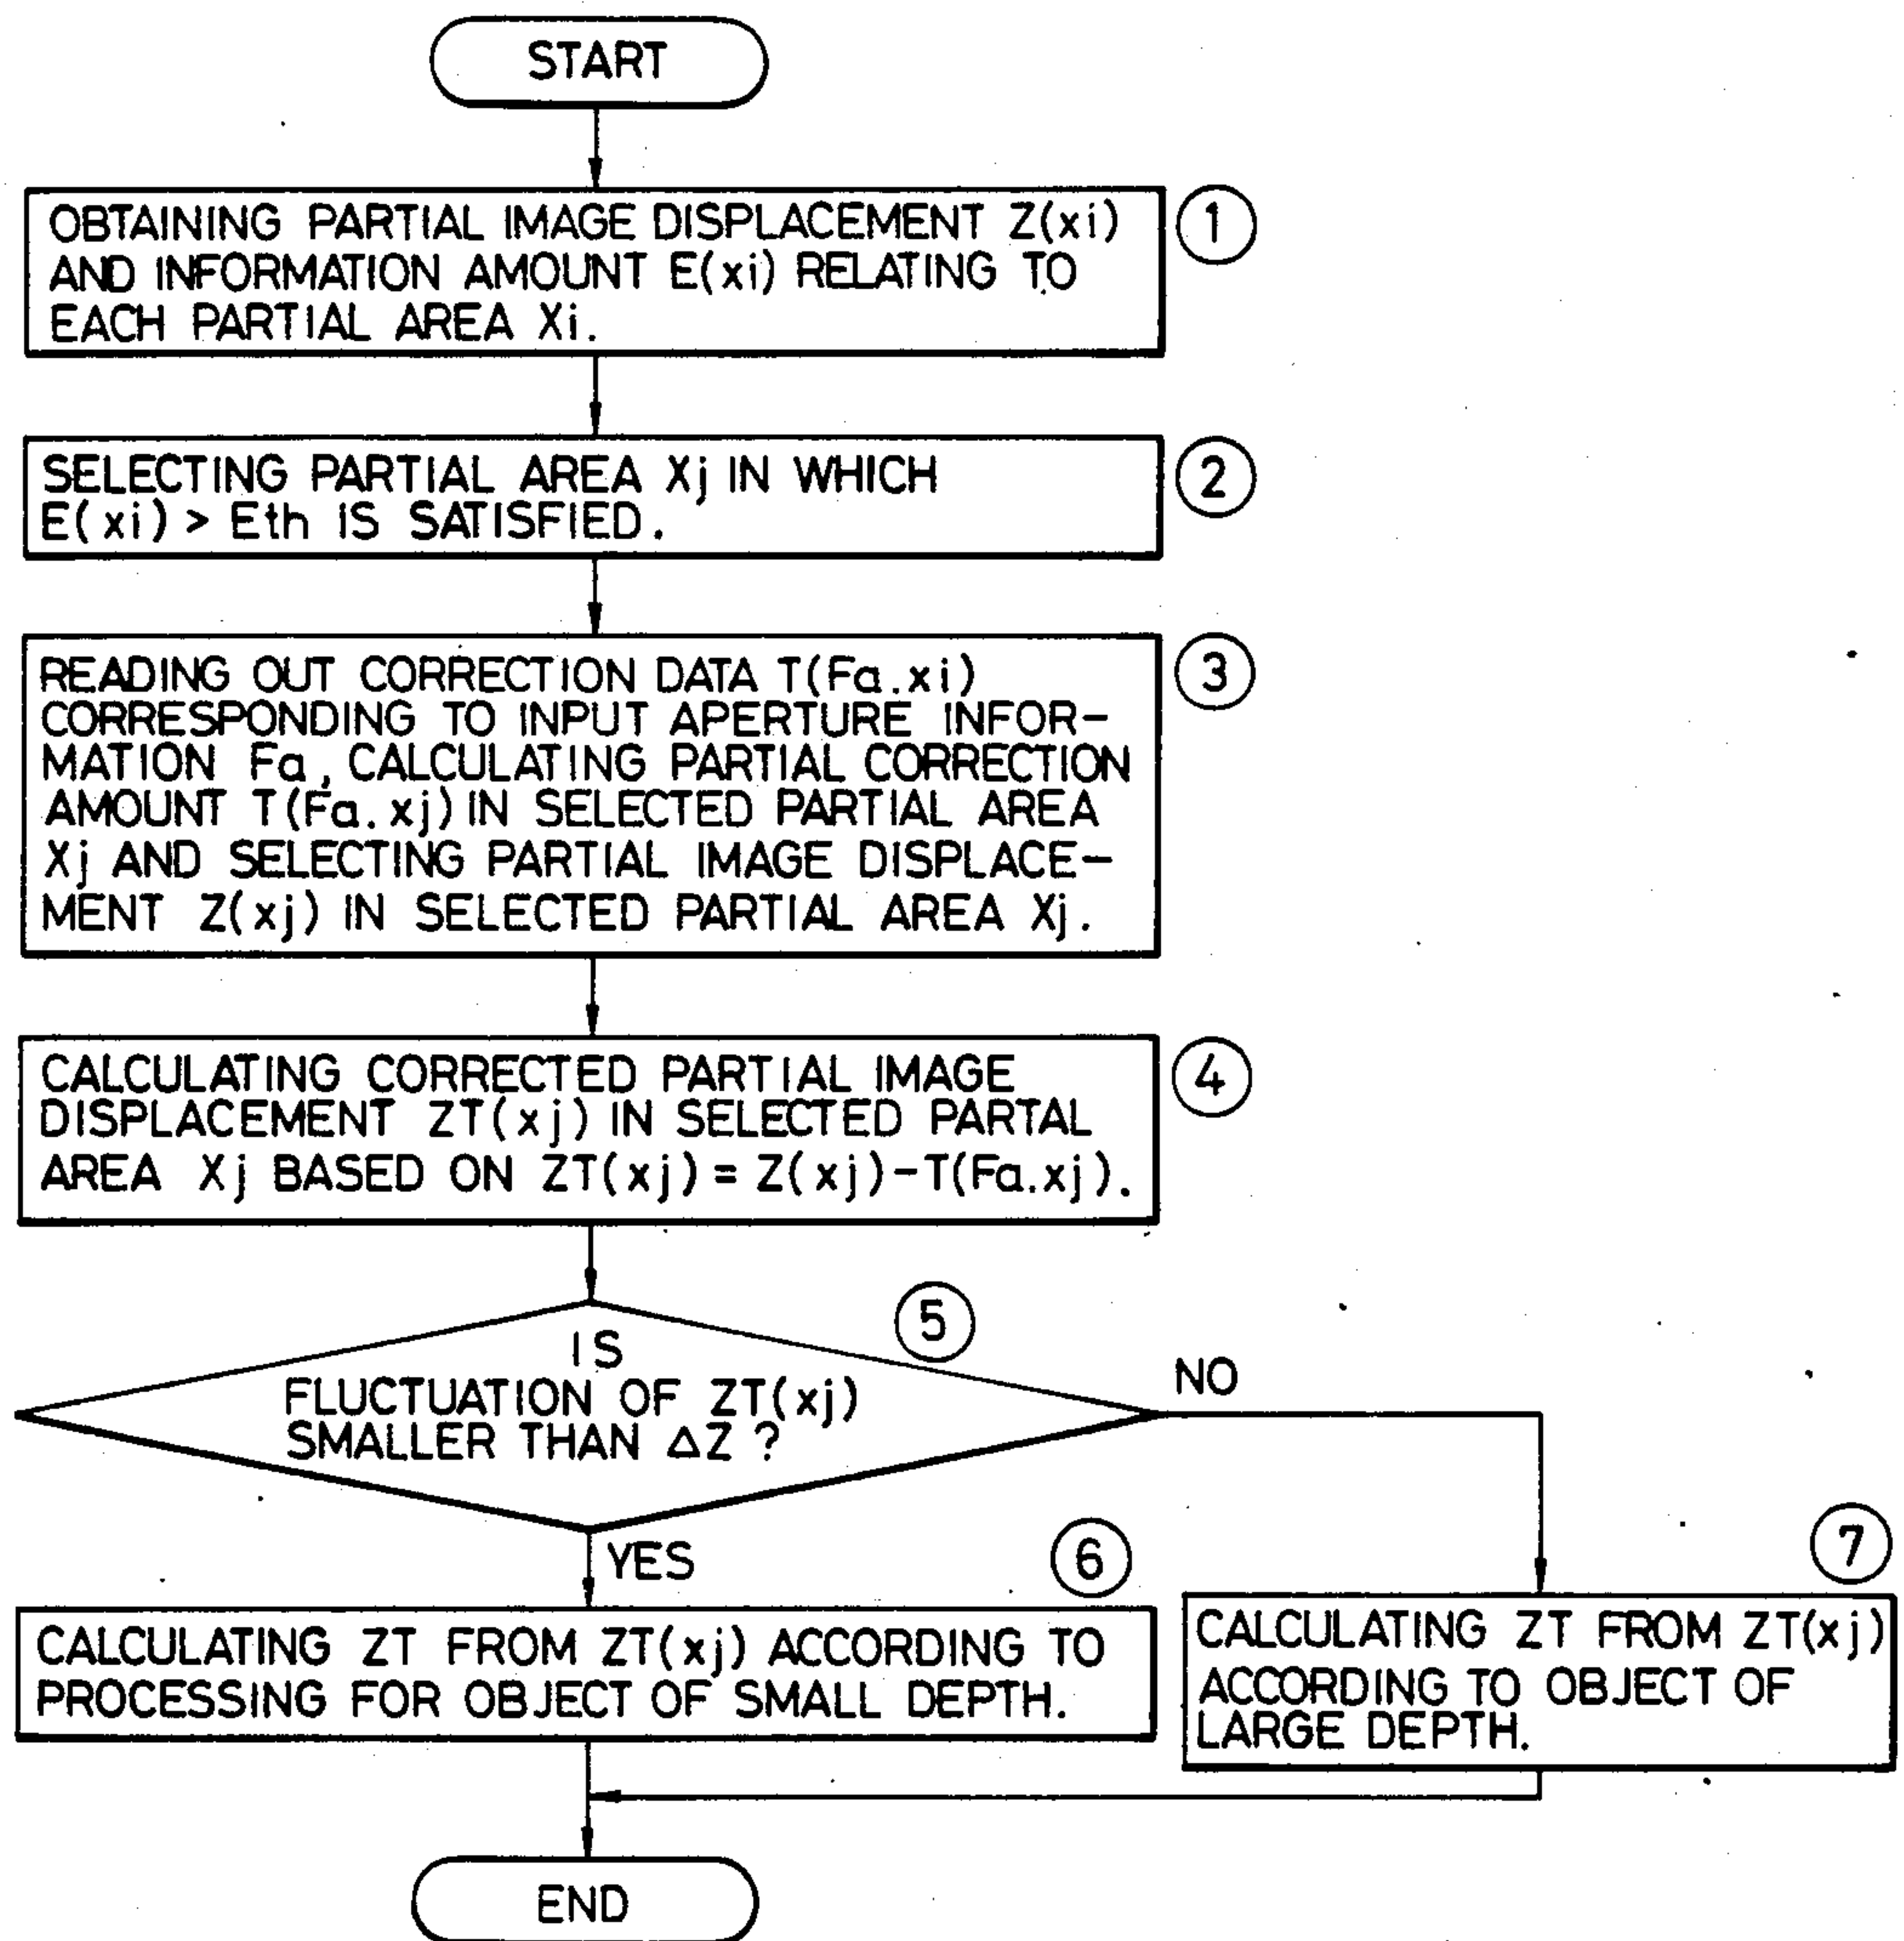 START
OBTAINING PARTIAL IMAGE DISPLACEMENT Z(xi)
AND INFORMATION AMOUNT E(xi) RELATING TO
EACH PARTIAL AREA Xi.
1
SELECTING PARTIAL AREA Xj IN WHICH
E(xi) > Eth IS SATISFIED.
2
READING OUT CORRECTION DATA T(Fa.xi)
CORRESPONDING TO INPUT APERTURE INFOR-
MATION Fa, CALCULATING PARTIAL CORRECTION
AMOUNT T(Fa.xj) IN SELECTED PARTIAL AREA
Xj AND SELECTING PARTIAL IMAGE DISPLACE-
MENT Z(xj) IN SELECTED PARTIAL AREA Xj.
3
CALCULATING CORRECTED PARTIAL IMAGE
DISPLACEMENT ZT(xj) IN SELECTED PARTAL
AREA Xj BASED ON ZT(xj) = Z(xj)-T(Fa.xj).
4
5
IS
FLUCTUATION OF ZT(xj)
SMALLER THAN ΔZ ?
NO
YES
6
CALCULATING ZT FROM ZT(xj) ACCORDING TO
PROCESSING FOR OBJECT OF SMALL DEPTH.
7
CALCULATING ZT FROM ZT(xj)
ACCORDING TO OBJECT OF
LARGE DEPTH.
END